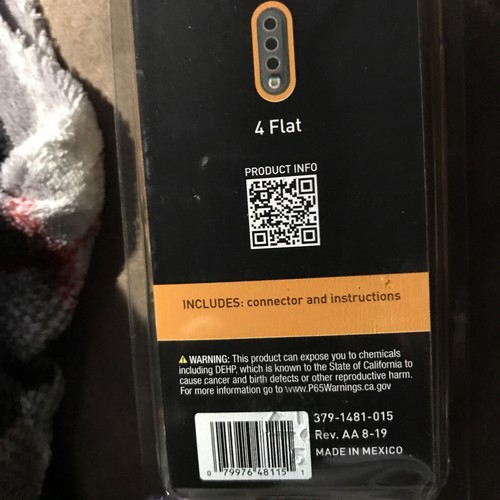 4 Flat
PRODUCT INFO
INCLUDES: connector and instructions
⚠ WARNING: This product can expose you to chemicals
including DEHP, which is known to the State of California to
cause cancer and birth defects or other reproductive harm.
For more information go to www.P65Warnings.ca.gov
379-1481-015
Rev. AA 8-19
MADE IN MEXICO
0 79976 48115 1